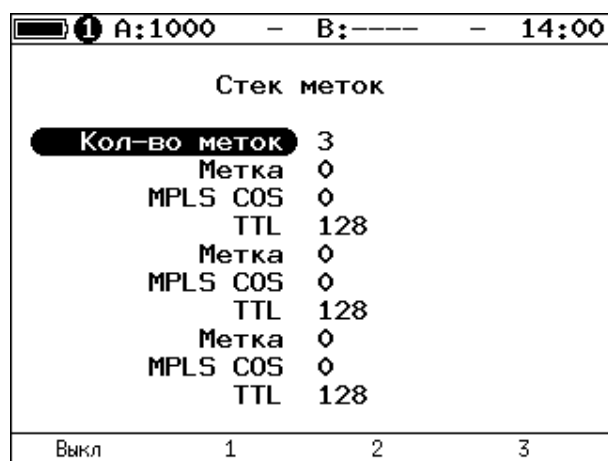 1 A:1000 – B:---- – 14:00
Стек меток
Кол-во меток 3
Метка 0
MPLS COS 0
TTL 128
Метка 0
MPLS COS 0
TTL 128
Метка 0
MPLS COS 0
TTL 128
Выкл 1 2 3